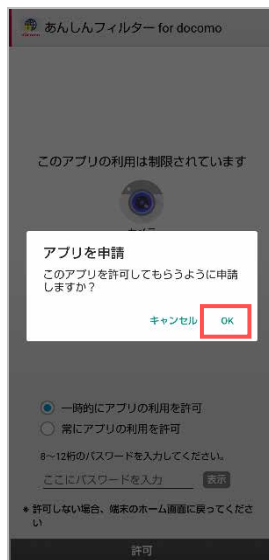 あんしんフィルター for docomo
このアプリの利用は制限されています
カメラ
アプリを申請
このアプリを許可してもらうように申請
しますか？
キャンセル
OK
一時的にアプリの利用を許可
常にアプリの利用を許可
8～12桁のパスワードを入力してください。
ここにパスワードを入力
表示
※ 許可しない場合、端末のホーム画面に戻ってくださ
い
許可